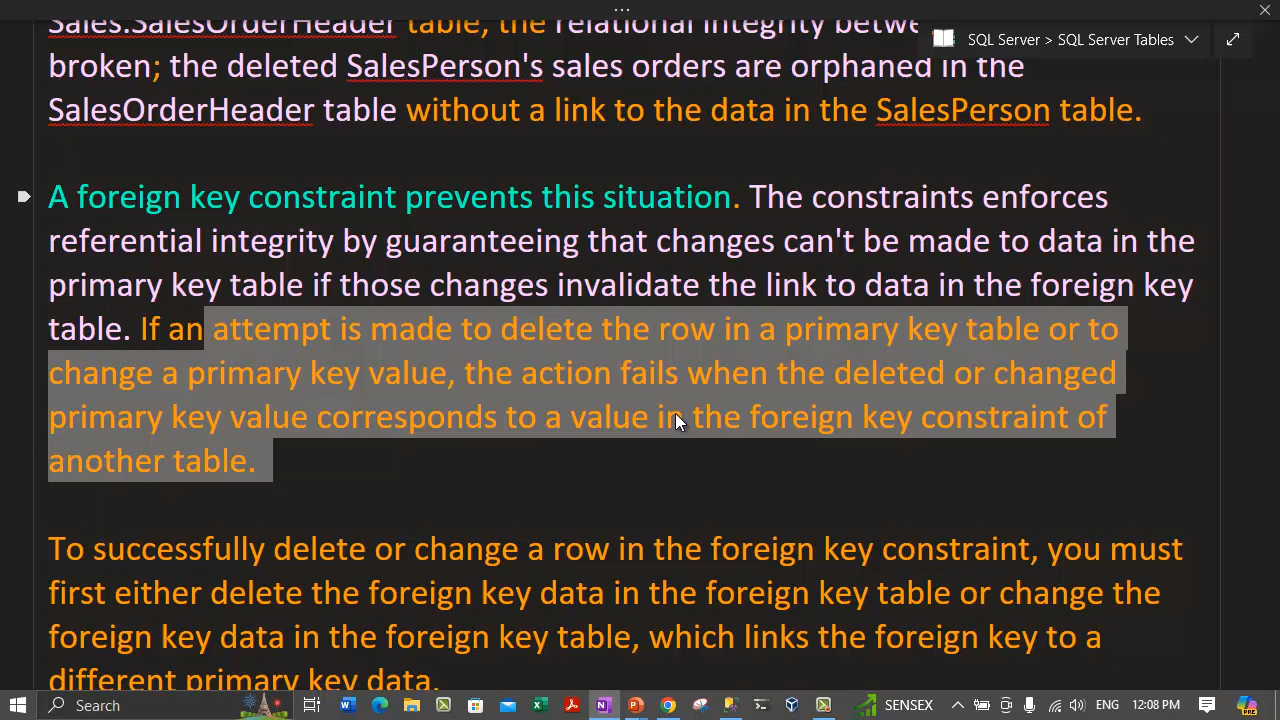 SQL Server > SQL Server Tables
Sales.SalesOrderHeader table, the relational integrity
broken; the deleted SalesPerson's sales orders are orphaned in the
SalesOrderHeader table without a link to the data in the SalesPerson table.
A foreign key constraint prevents this situation. The constraints enforces
referential integrity by guaranteeing that changes can't be made to data in the
primary key table if those changes invalidate the link to data in the foreign key
table. If an attempt is made to delete the row in a primary key table or to
change a primary key value, the action fails when the deleted or changed
primary key value corresponds to a value in the foreign key constraint of
another table.
To successfully delete or change a row in the foreign key constraint, you must
first either delete the foreign key data in the foreign key table or change the
foreign key data in the foreign key table, which links the foreign key to a
different primary key data.
Search
SENSEX
ENG
12:08 PM